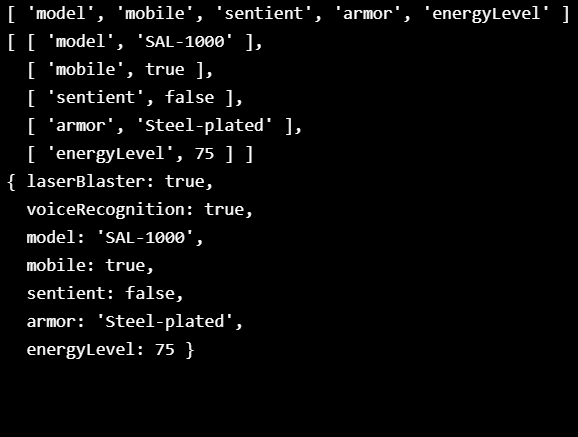 [ 'model', 'mobile', 'sentient', 'armor', 'energyLevel' ]
[ [ 'model', 'SAL-1000' ],
  [ 'mobile', true ],
  [ 'sentient', false ],
  [ 'armor', 'Steel-plated' ],
  [ 'energyLevel', 75 ] ]
{ laserBlaster: true,
  voiceRecognition: true,
  model: 'SAL-1000',
  mobile: true,
  sentient: false,
  armor: 'Steel-plated',
  energyLevel: 75 }